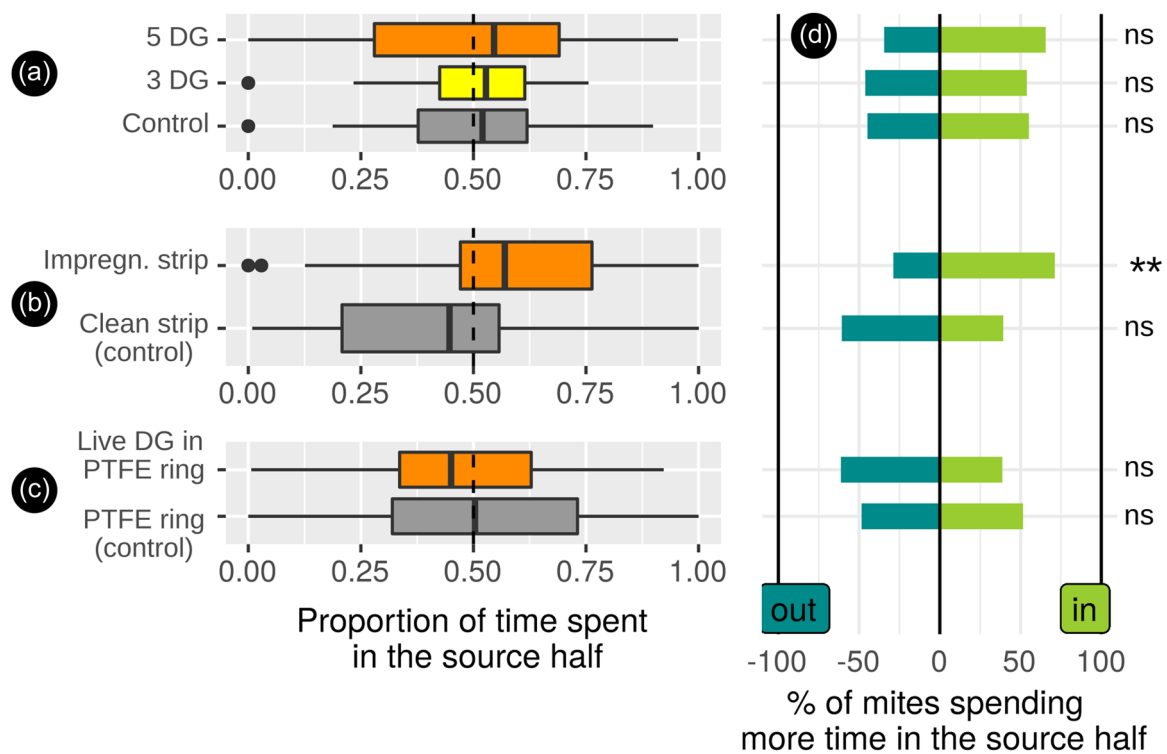 (a)
5 DG
3 DG
Control
0.00 0.25 0.50 0.75 1.00
(b)
Impregn. strip
Clean strip
(control)
0.00 0.25 0.50 0.75 1.00
(c)
Live DG in
PTFE ring
PTFE ring
(control)
0.00 0.25 0.50 0.75 1.00
Proportion of time spent
in the source half
(d)
ns
ns
ns
**
ns
ns
ns
out in
-100 -50 0 50 100
% of mites spending
more time in the source half